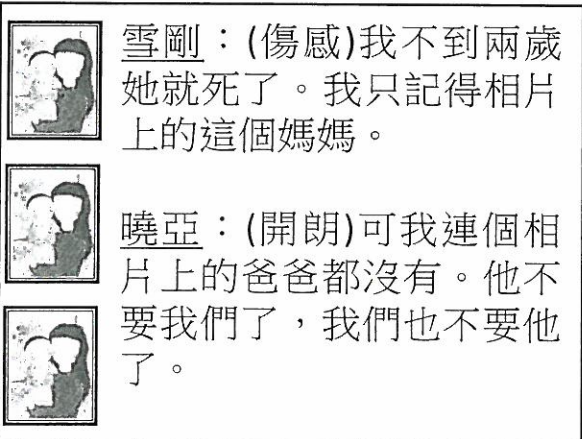 雪剛：(傷感)我不到兩歲
她就死了。我只記得相片
上的這個媽媽。
曉亞：(開朗)可我連個相
片上的爸爸都沒有。他不
要我們了，我們也不要他
了。